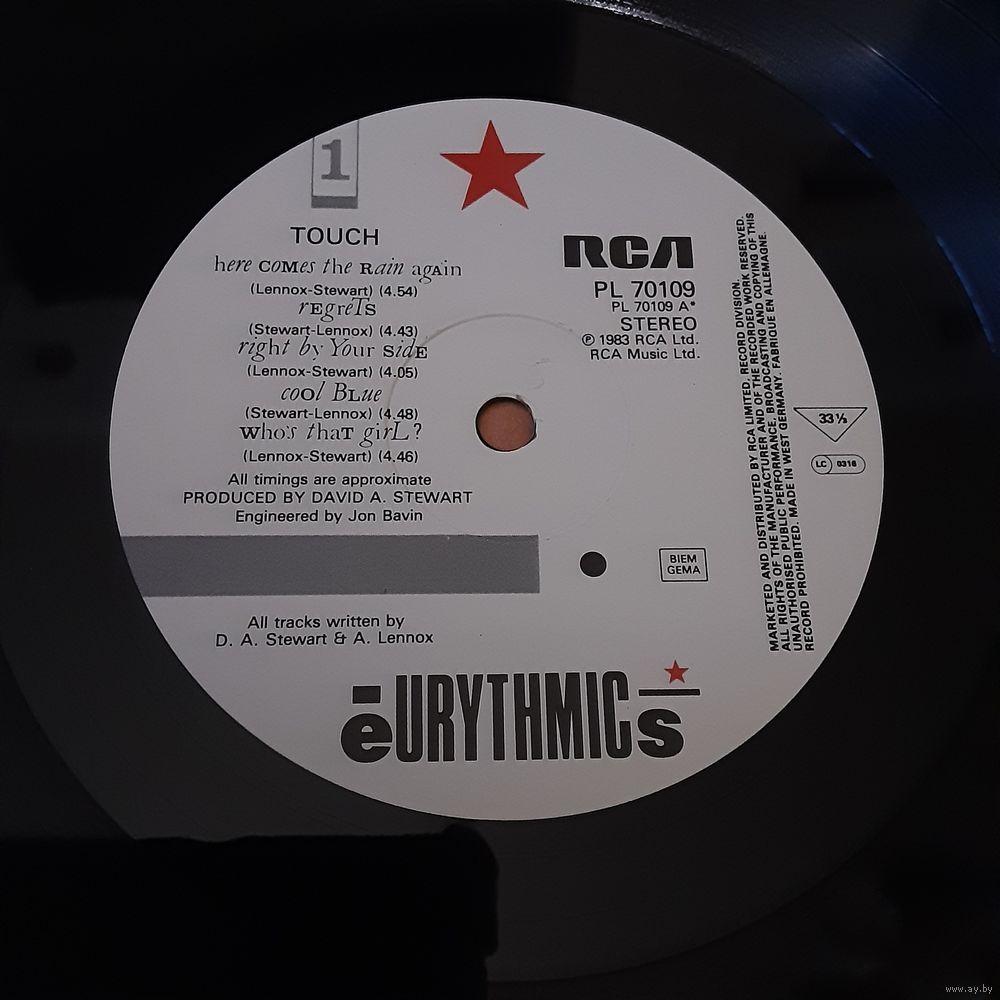 1
TOUCH
here coMes the Rain agAin
(Lennox-Stewart) (4.54)
rEgreTs
(Stewart-Lennox) (4.43)
right by Your sidE
(Lennox-Stewart) (4.05)
coOl BLue
(Stewart-Lennox) (4.48)
Who's thaT girL?
(Lennox-Stewart) (4.46)
All timings are approximate
PRODUCED BY DAVID A. STEWART
Engineered by Jon Bavin
All tracks written by
D. A. Stewart & A. Lennox
RCA
PL 70109
PL 70109 A*
STEREO
℗ 1983 RCA Ltd.
RCA Music Ltd.
BIEM
GEMA
MARKETED AND DISTRIBUTED BY RCA LIMITED. RECORD DIVISION.
ALL RIGHTS OF THE MANUFACTURER AND OF THE RECORDED WORK RESERVED.
UNAUTHORISED PUBLIC PERFORMANCE, BROADCASTING AND COPYING OF THIS
RECORD PROHIBITED. MADE IN WEST GERMANY. FABRIQUE EN ALLEMAGNE.
33⅓
LC 0316
eURYTHMICs
www.ay.by